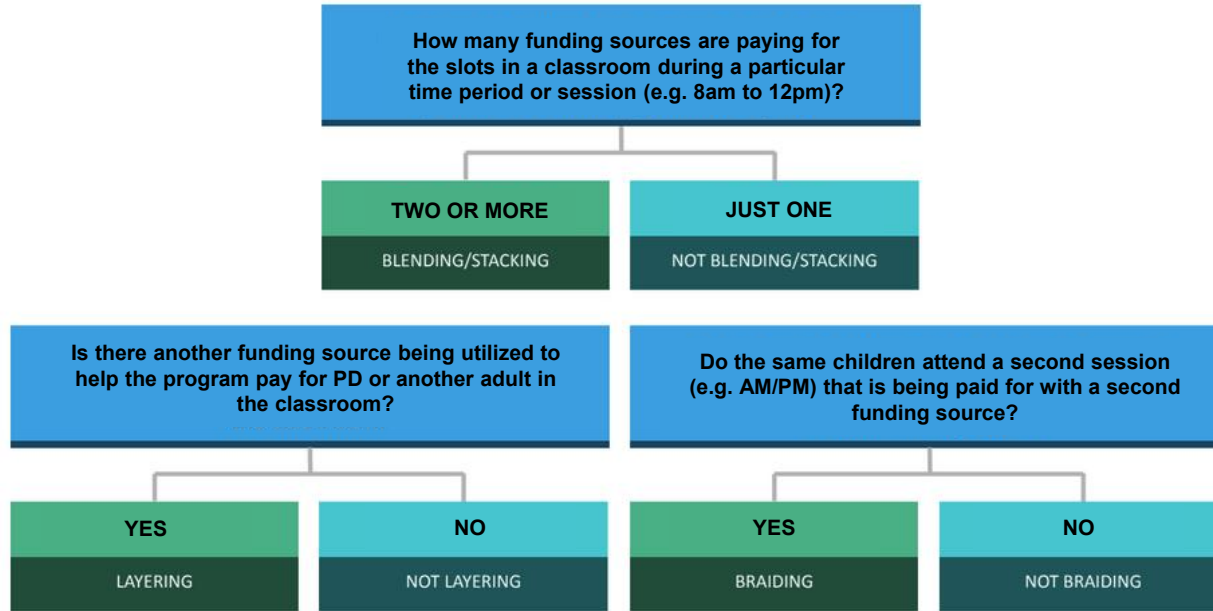 How many funding sources are paying for
the slots in a classroom during a particular
time period or session (e.g. 8am to 12pm)?
TWO OR MORE
JUST ONE
BLENDING/STACKING
NOT BLENDING/STACKING
Is there another funding source being utilized to
help the program pay for PD or another adult in
the classroom?
Do the same children attend a second session
(e.g. AM/PM) that is being paid for with a second
funding source?
YES
NO
YES
NO
LAYERING
NOT LAYERING
BRAIDING
NOT BRAIDING